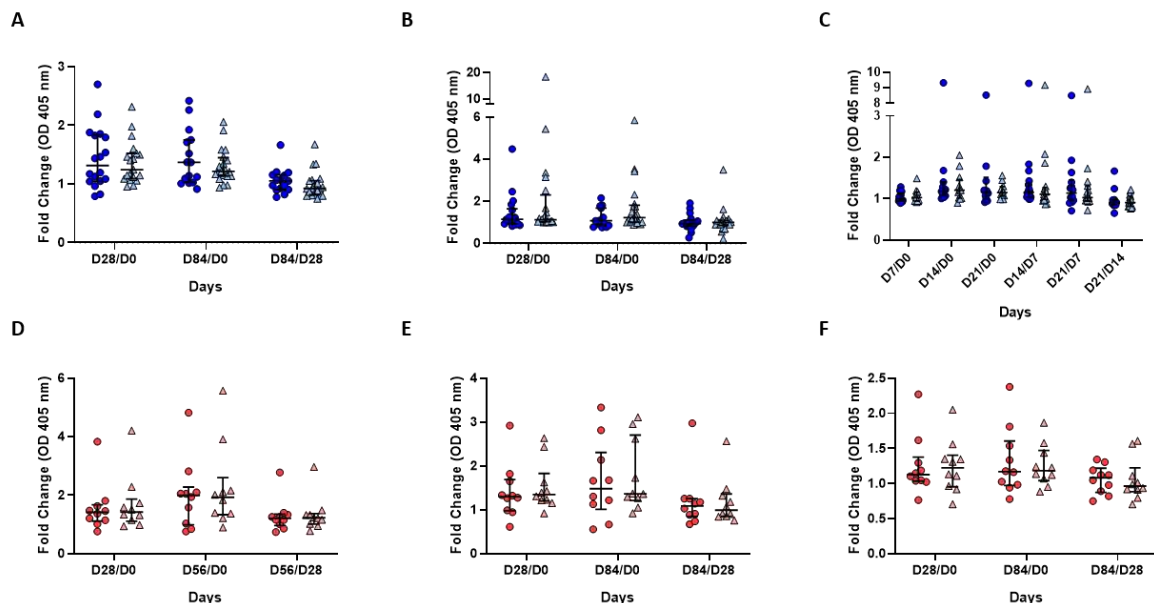 A
B
C
Fold Change (OD 405 nm)
3
2
1
0
D28/D0
D84/D0
D84/D28
Days
Fold Change (OD 405 nm)
20
10
6
4
2
0
D28/D0
D84/D0
D84/D28
Days
Fold Change (OD 405 nm)
10
9
8
3
2
1
0
D7/D0
D14/D0
D21/D0
D14/D7
D21/D7
D21/D14
Days
D
E
F
Fold Change (OD 405 nm)
6
4
2
0
D28/D0
D56/D0
D56/D28
Days
Fold Change (OD 405 nm)
4
3
2
1
0
D28/D0
D84/D0
D84/D28
Days
Fold Change (OD 405 nm)
2.5
2.0
1.5
1.0
0.5
0.0
D28/D0
D84/D0
D84/D28
Days